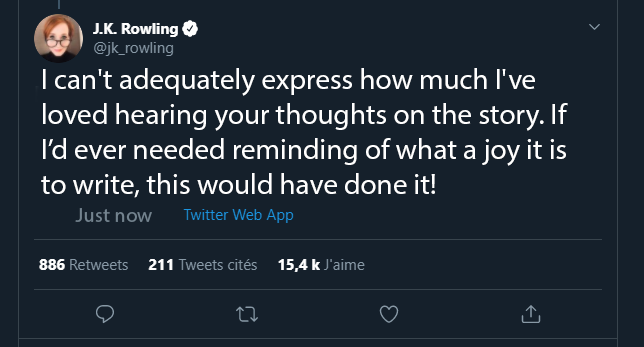 J.K. Rowling
@jk_rowling
I can't adequately express how much I've
loved hearing your thoughts on the story. If
I’d ever needed reminding of what a joy it is
to write, this would have done it!
Just now Twitter Web App
886 Retweets 211 Tweets cités 15,4 k J'aime